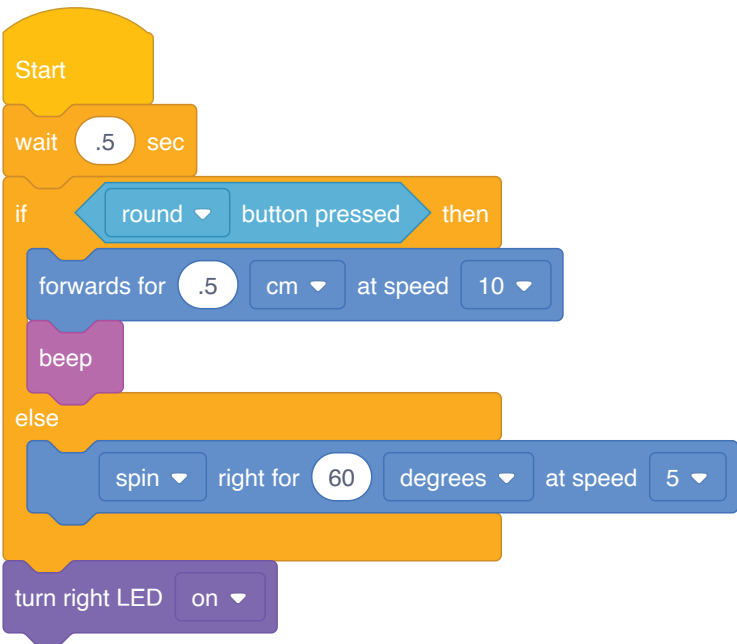 Start
wait .5 sec
if round button pressed then
forwards for .5 cm at speed 10
beep
else
spin right for 60 degrees at speed 5
turn right LED on